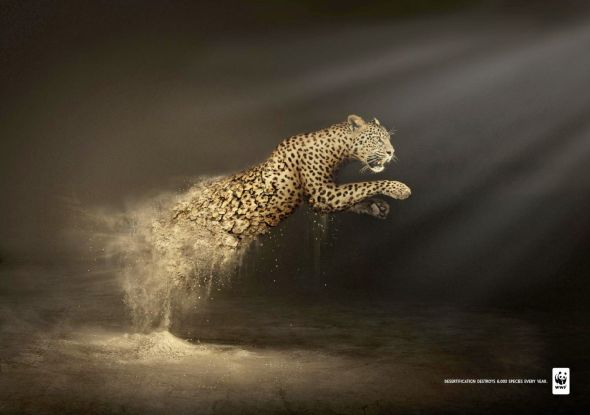 DESERTIFICATION DESTROYS 6,000 SPECIES EVERY YEAR.
WWF